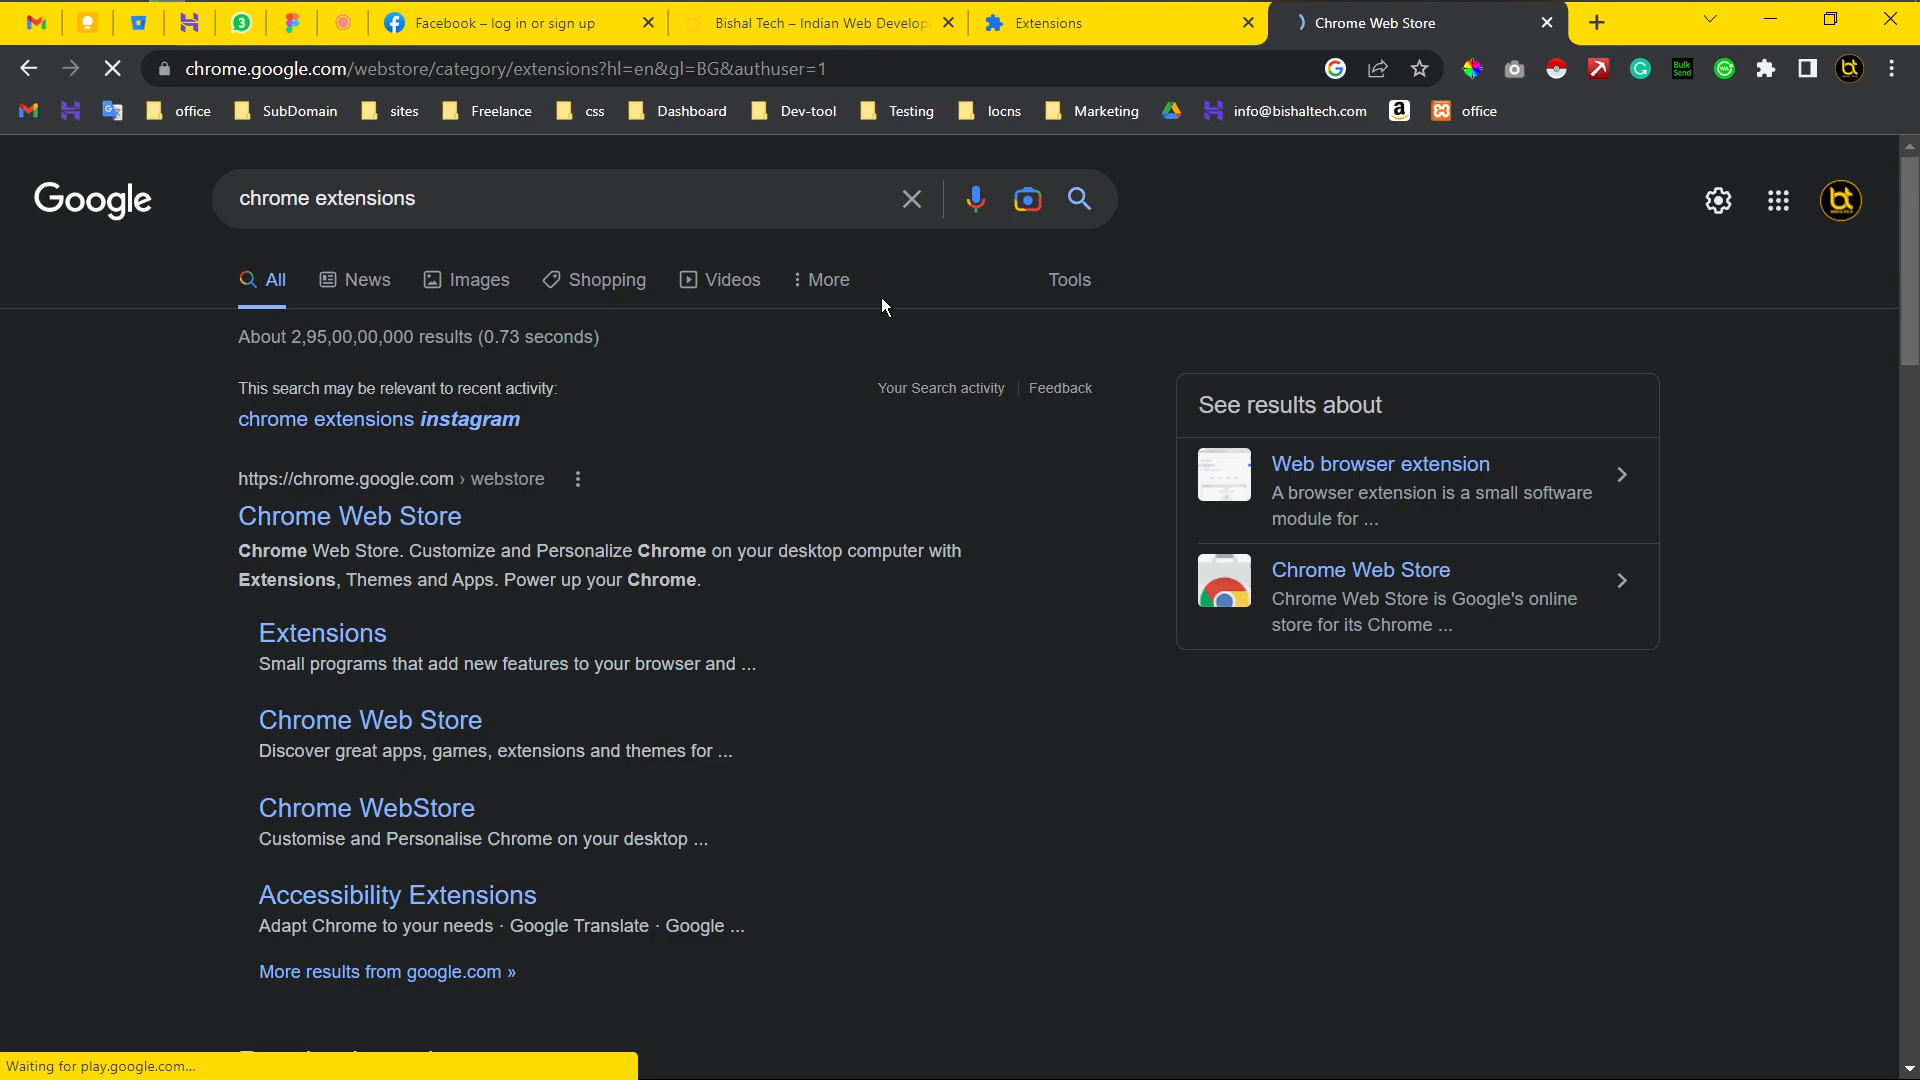 3
Facebook – log in or sign up
Bishal Tech – Indian Web Develop
Extensions
Chrome Web Store
chrome.google.com/webstore/category/extensions?hl=en&gl=BG&authuser=1
Bulk
Send
bt
office
SubDomain
sites
Freelance
css
Dashboard
Dev-tool
Testing
locns
Marketing
info@bishaltech.com
office
Google
chrome extensions
bt
All
News
Images
Shopping
Videos
More
Tools
About 2,95,00,00,000 results (0.73 seconds)
This search may be relevant to recent activity:
Your Search activity
Feedback
chrome extensions instagram
https://chrome.google.com › webstore
Chrome Web Store
Chrome Web Store. Customize and Personalize Chrome on your desktop computer with
Extensions, Themes and Apps. Power up your Chrome.
Extensions
Small programs that add new features to your browser and ...
Chrome Web Store
Discover great apps, games, extensions and themes for ...
Chrome WebStore
Customise and Personalise Chrome on your desktop ...
Accessibility Extensions
Adapt Chrome to your needs · Google Translate · Google ...
More results from google.com »
See results about
Web browser extension
A browser extension is a small software
module for ...
Chrome Web Store
Chrome Web Store is Google's online
store for its Chrome ...
Waiting for play.google.com...